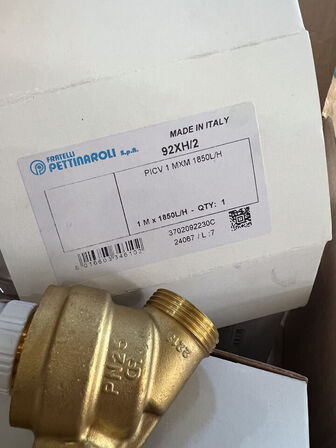 FRATELLI
PETTINAROLI s.p.a.
MADE IN ITALY
92XH/2
PICV 1 MXM 1850L/H
1 M x 1850L/H - QTY: 1
3702092230C
24067 / L:7
PN25